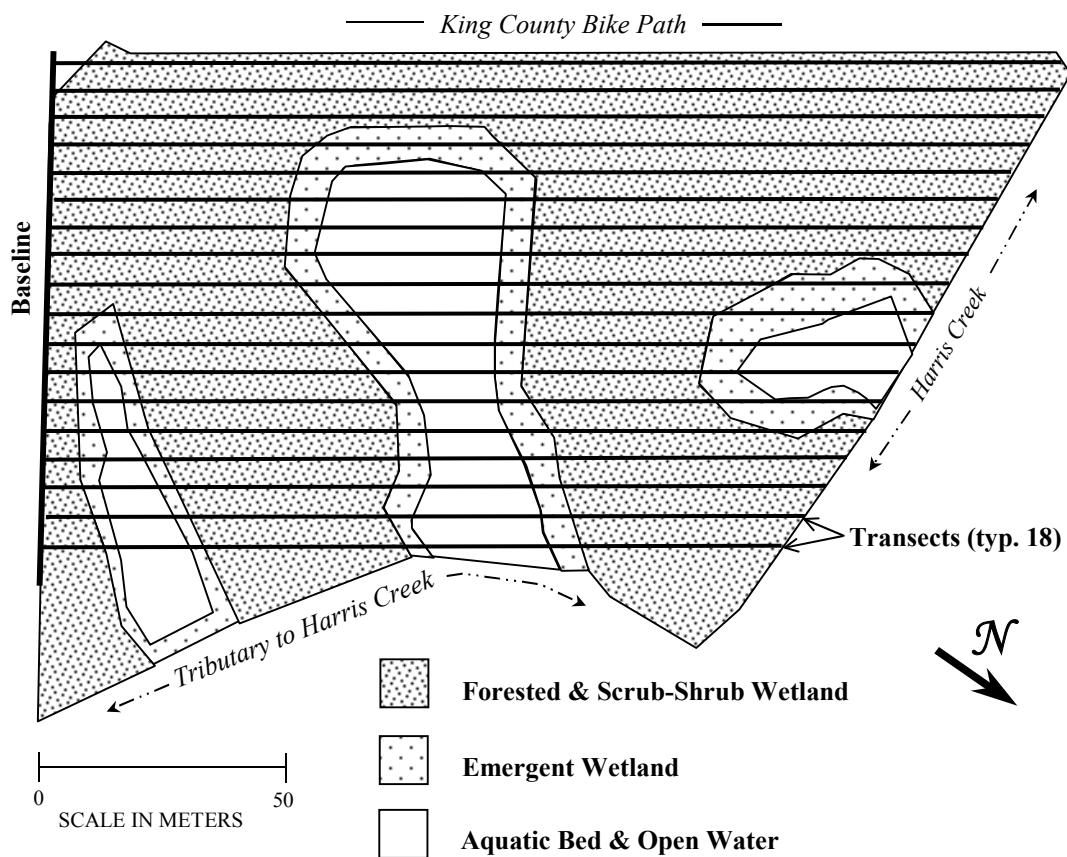 King County Bike Path
Baseline
Harris Creek
Transects (typ. 18)
Tributary to Harris Creek
N
Forested & Scrub-Shrub Wetland
Emergent Wetland
0 50
SCALE IN METERS
Aquatic Bed & Open Water